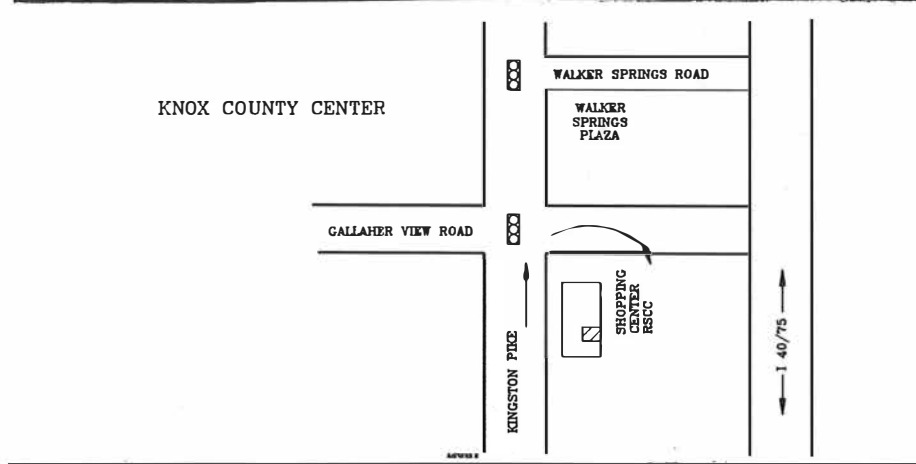 WALKER SPRINGS ROAD
KNOX COUNTY CENTER
WALKER
SPRINGS
PLAZA
GALLAHER VIEW ROAD
SHOPPING
CENTER
RSCC
KINGSTON PIKE
I 40/75